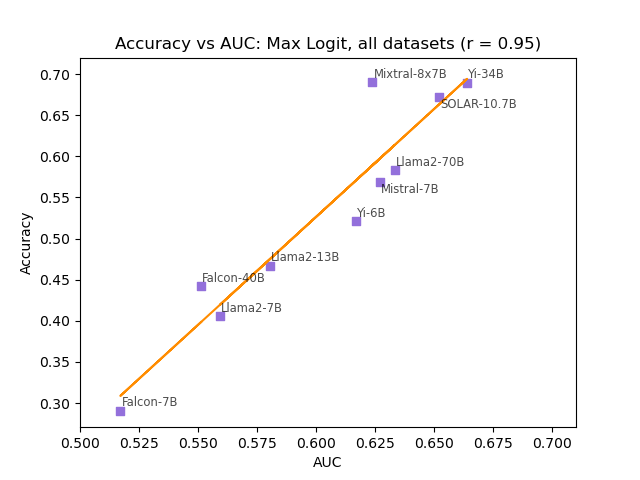 Accuracy vs AUC: Max Logit, all datasets (r = 0.95)
0.70
Mixtral-8x7B
Yi-34B
0.65
SOLAR-10.7B
0.60
Llama2-70B
0.55
Mistral-7B
Yi-6B
0.50
Accuracy
Llama2-13B
0.45
Falcon-40B
0.40
Llama2-7B
0.35
0.30
Falcon-7B
0.500 0.525 0.550 0.575 0.600 0.625 0.650 0.675 0.700
AUC